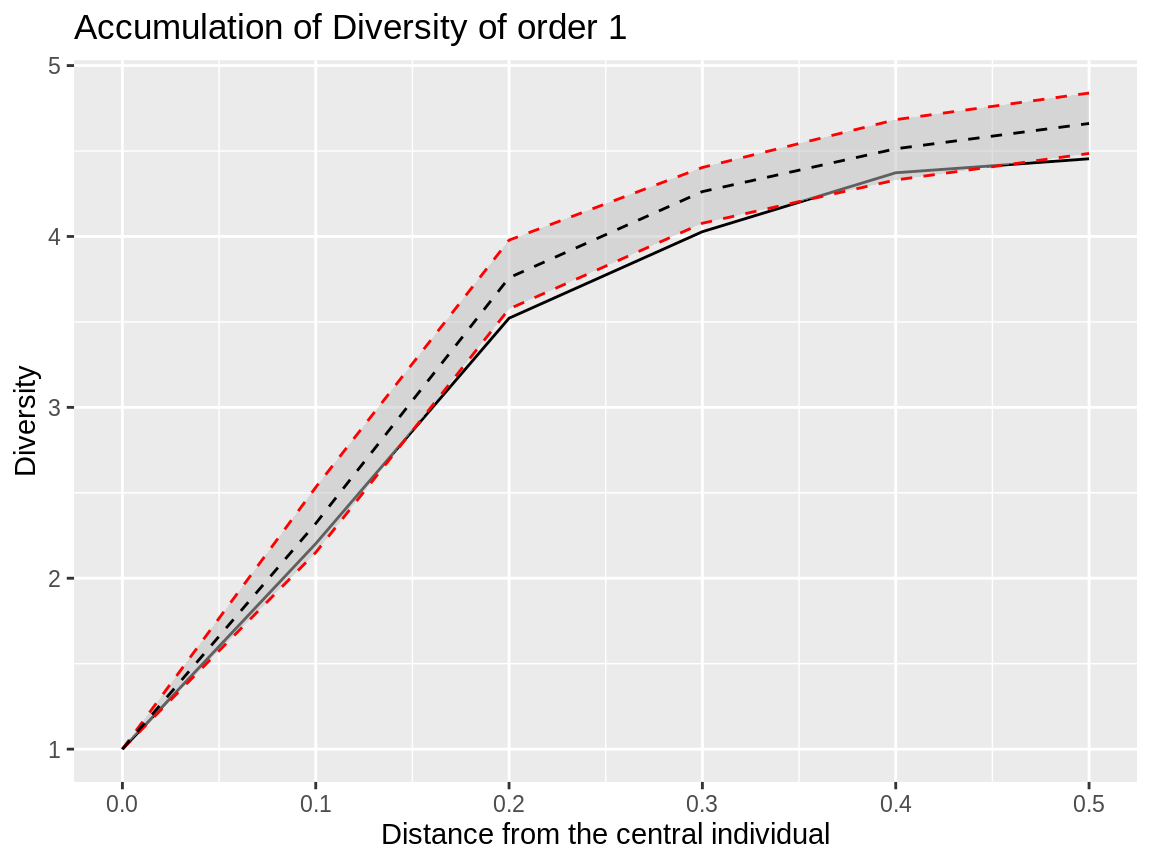 Accumulation of Diversity of order 1
5
4
3
2
1
Diversity
0.0 0.1 0.2 0.3 0.4 0.5
Distance from the central individual